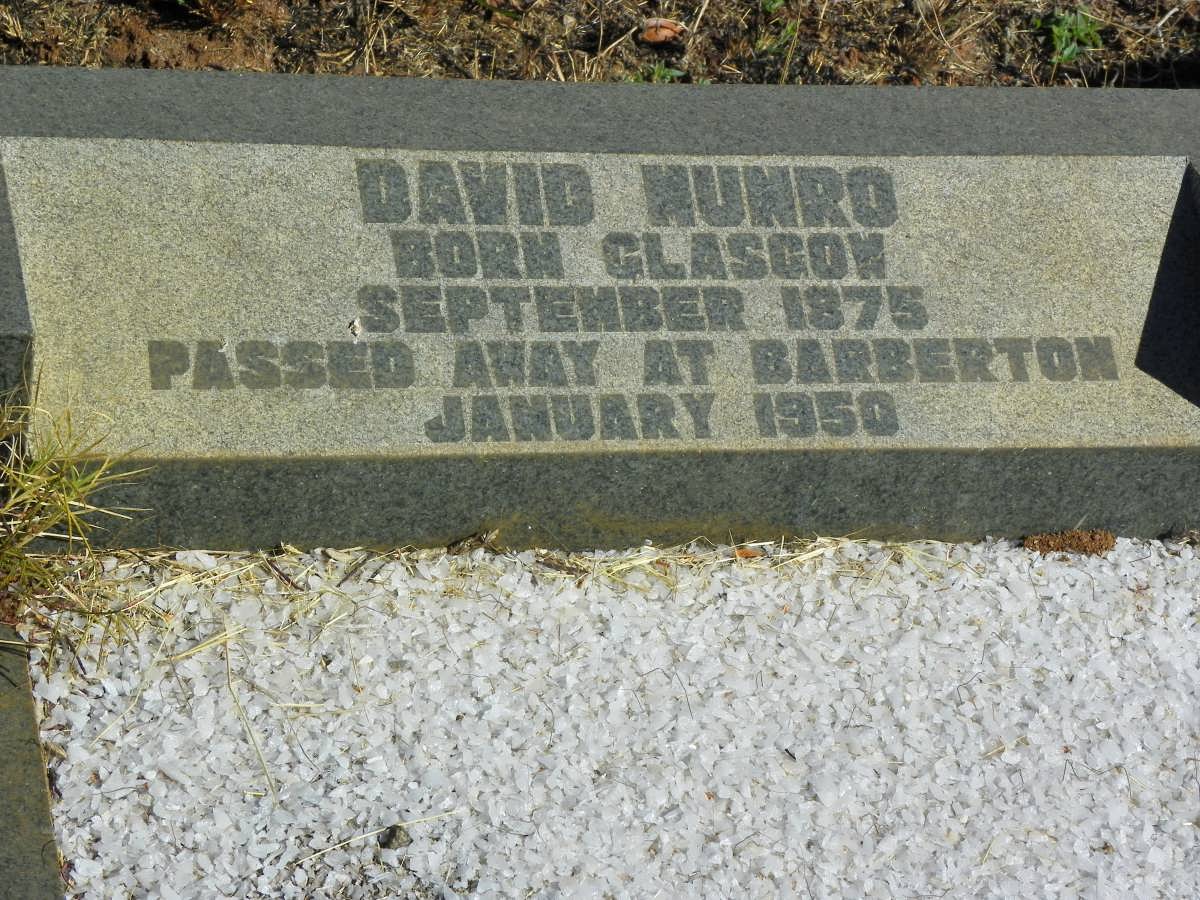 DAVID MUNRO
BORN GLASGOW
SEPTEMBER 1875
PASSED AWAY AT BARBERTON
JANUARY 1950